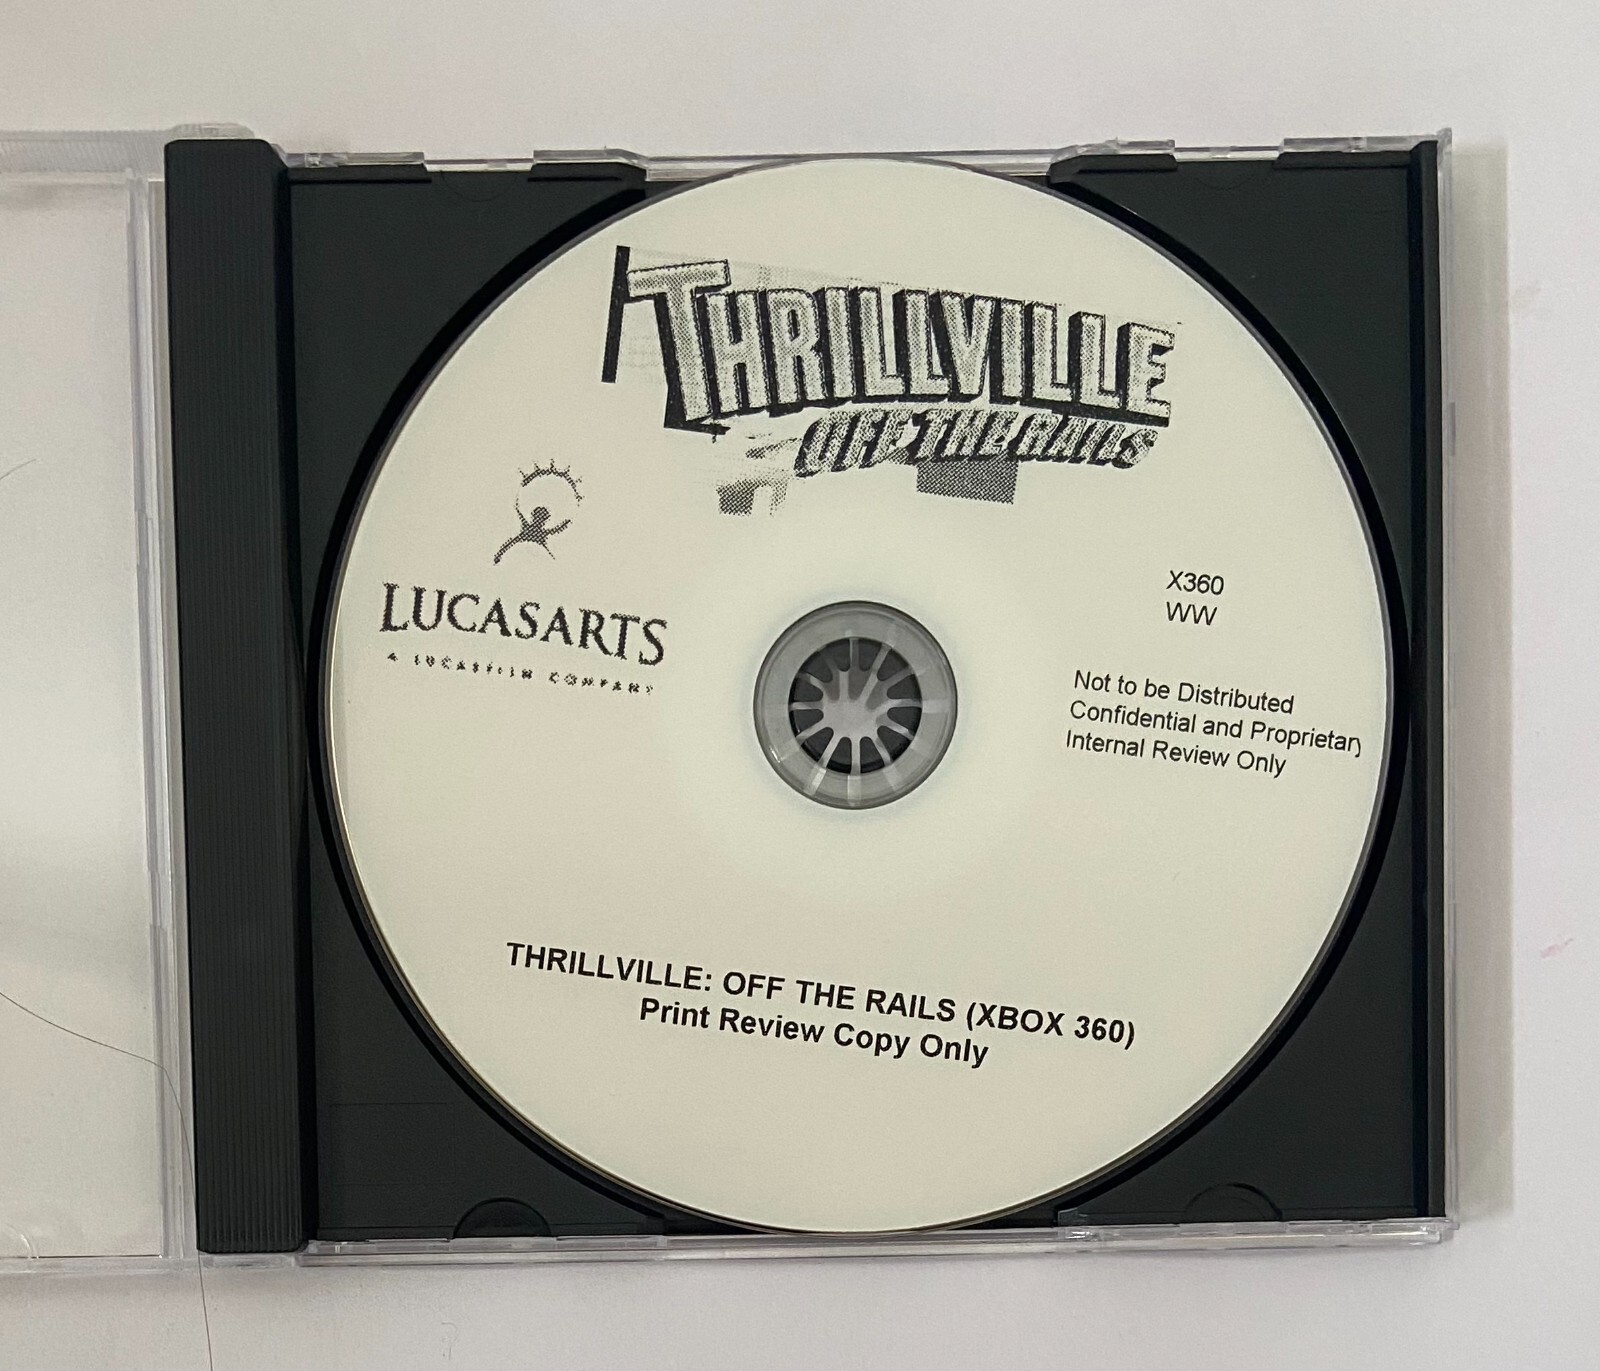 THRILLVILLE
OFF THE RAILS
LUCASARTS
A LUCASFILM COMPANY
X360
WW
Not to be Distributed
Confidential and Proprietary
Internal Review Only
THRILLVILLE: OFF THE RAILS (XBOX 360)
Print Review Copy Only